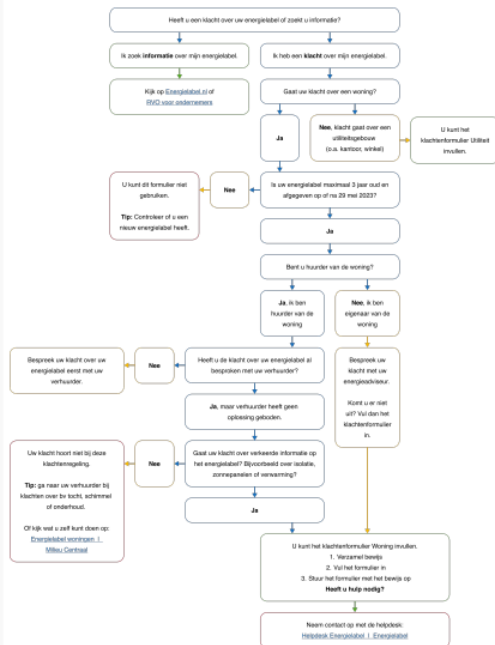 Heeft u een klacht over uw energielabel of zoekt u informatie?
Ik zoek informatie over mijn energielabel.
Ik heb een klacht over mijn energielabel.
Kijk op Energielabel.nl of
RVO voor ondernemers
Gaat uw klacht over een woning?
Ja
Nee, klacht gaat over een
utiliteitsgebouw
(o.a. kantoor, winkel)
U kunt het
klachtenformulier Utiliteit
invullen.
U kunt dit formulier niet
gebruiken.
Tip: Controleer of u een
nieuw energielabel heeft.
Nee
Is uw energielabel maximaal 3 jaar oud en
afgegeven op of na 29 mei 2023?
Ja
Bent u huurder van de woning?
Ja, ik ben
huurder van de
woning
Nee, ik ben
eigenaar van de
woning
Bespreek uw klacht over uw
energielabel eerst met uw
verhuurder.
Nee
Heeft u de klacht over uw energielabel al
besproken met uw verhuurder?
Bespreek uw
klacht met uw
energieadviseur.
Komt u er niet
uit? Vul dan het
klachtenformulier
in.
Ja, maar verhuurder heeft geen
oplossing geboden.
Uw klacht hoort niet bij deze
klachtenregeling.
Tip: ga naar uw verhuurder bij
klachten over bv tocht, schimmel
of onderhoud.
Of kijk wat u zelf kunt doen op:
Energielabel woningen |
Milieu Centraal
Nee
Gaat uw klacht over verkeerde informatie op
het energielabel? Bijvoorbeeld over isolatie,
zonnepanelen of verwarming?
Ja
U kunt het klachtenformulier Woning invullen.
1. Verzamel bewijs
2. Vul het formulier in
3. Stuur het formulier met het bewijs op
Heeft u hulp nodig?
Neem contact op met de helpdesk:
Helpdesk Energielabel | Energielabel